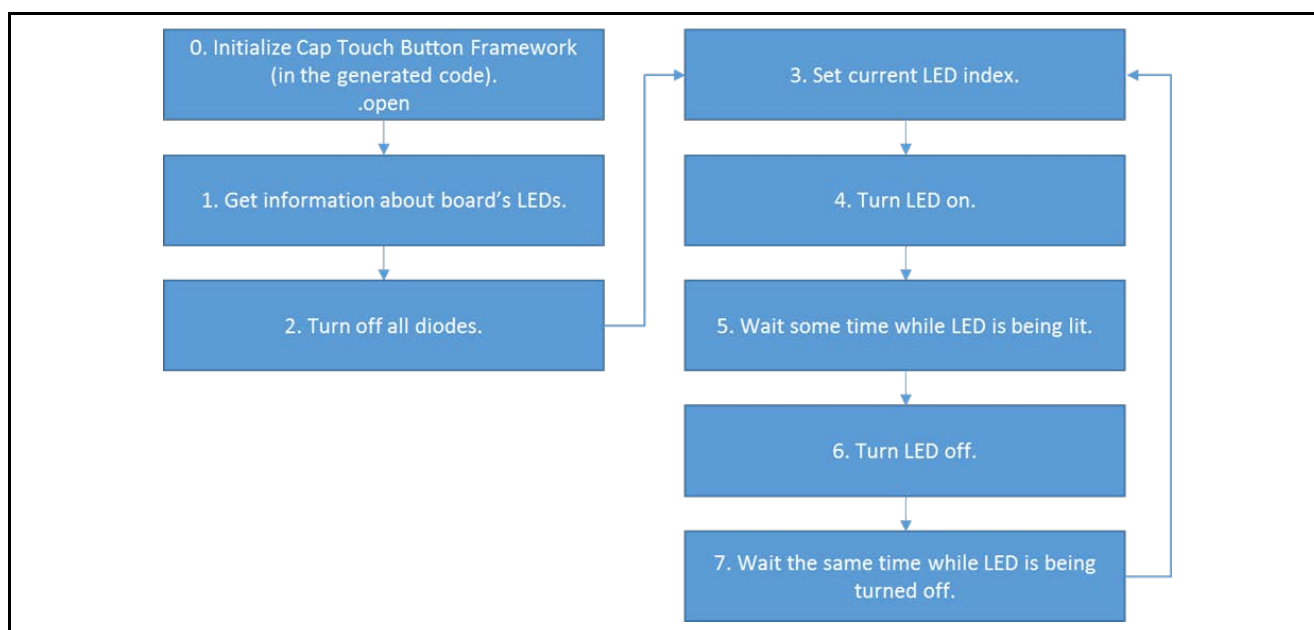 0. Initialize Cap Touch Button Framework
(in the generated code).
.open
1. Get information about board's LEDs.
2. Turn off all diodes.
3. Set current LED index.
4. Turn LED on.
5. Wait some time while LED is being lit.
6. Turn LED off.
7. Wait the same time while LED is being
turned off.